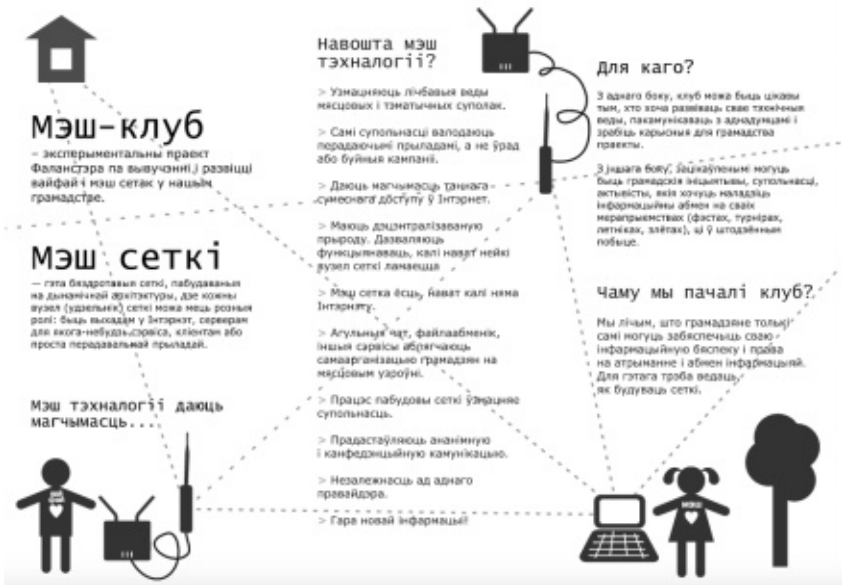 Мэш-клуб
– эксперыментальны праект
Фаланстэра па вывучэнні і развіцці
вайфай і мэш сетак у нашым
грамадстве.
Мэш сеткі
— гэта бяздротавыя сеткі, пабудаваныя
на дынамічнай архітэктуры, дзе кожны
вузел (удзельнік) сеткі можа мець розныя
ролі: быць выхадам у Інтэрнэт, серверам
для якога-небудзь сэрвіса, кліентам або
проста перадавальнай прыладай.
Мэш тэхналогіі даюць
магчымасць...
Навошта мэш
тэхналогіі?
> Узмацняюць лічбавыя веды
мясцовых і тэматычных суполак.
> Самі супольнасці валодаюць
перадаючымі прыладамі, а не ўрад
або буйныя кампаніі.
> Даюць магчымасць таннага
сумеснага доступу ў Інтэрнет.
> Маюць дэцэнтралізаваную
прыроду. Дазваляюць
функцыянаваць, калі нават нейкі
вузел сеткі ламаецца
> Мэш сетка ёсць, нават калі няма
Інтэрнэту.
> Агульныя чат, файлаабменік,
іншыя сэрвісы аблягчаюць
самаарганізацыю грамадзян на
мясцовым узроўні.
> Працэс пабудовы сеткі ўзмацняе
супольнасць.
> Прадастаўляюць ананімную
і канфедэнцыйную камунікацыю.
> Незалежнасць ад аднаго
правайдэра.
> Гара новай інфармацыі!
Для каго?
З аднаго боку, клуб можа быць цікавы
тым, хто хоча развіваць свае тэхнічныя
веды, пакамунікаваць з аднадумцамі і
зрабіць карысныя для грамадства
праекты.
З іншага боку, зацікаўленымі могуць
быць грамадскія ініцыятывы, супольнасці,
актывісты, якія хочуць наладзіць
інфармацыйны абмен на сваіх
мерапрыемствах (фэстах, турнірах,
летніках, злётах), ці ў штодзённым
побыце.
Чаму мы пачалі клуб?
Мы лічым, што грамадзяне толькі
самі могуць забяспечыць сваю
інфармацыйную бяспеку і права
на атрыманне і абмен інфармацыяй.
Для гэтага трэба ведаць,
як будуваць сеткі.
мэш